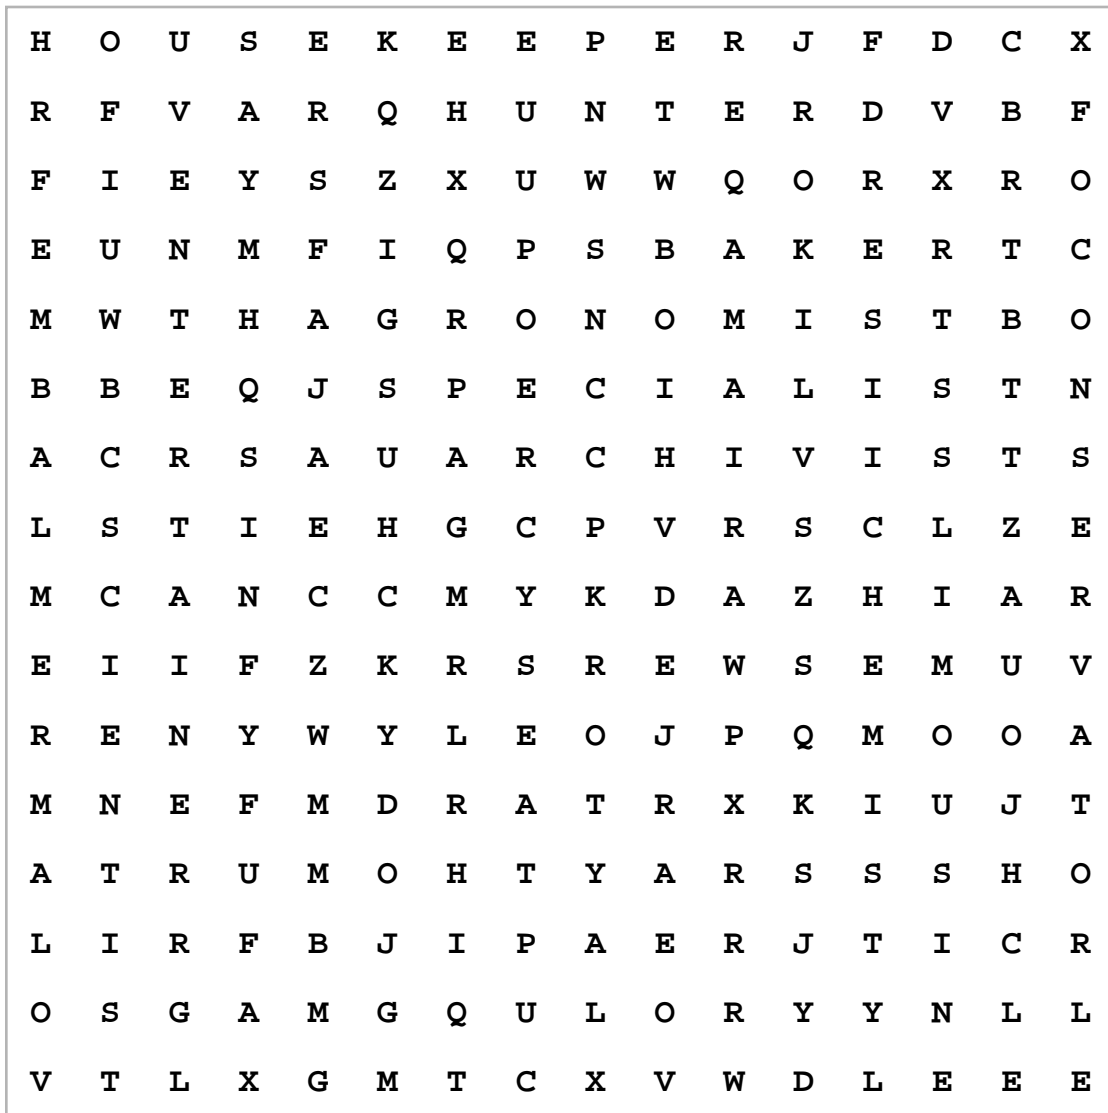 H O U S E K E E P E R J F D C X
R F V A R Q H U N T E R D V B F
F I E Y S Z X U W W Q O R X R O
E U N M F I Q P S B A K E R T C
M W T H A G R O N O M I S T B O
B B E Q J S P E C I A L I S T N
A C R S A U A R C H I V I S T S
L S T I E H G C P V R S C L Z E
M C A N C C M Y K D A Z H I A R
E I I F Z K R S R E W S E M U V
R E N Y W Y L E O J P Q M O O A
M N E F M D R A T R X K I U J T
A T R U M O H T Y A R S S S H O
L I R F B J I P A E R J T I C R
O S G A M G Q U L O R Y Y N L L
V T L X G M T C X V W D L E E E